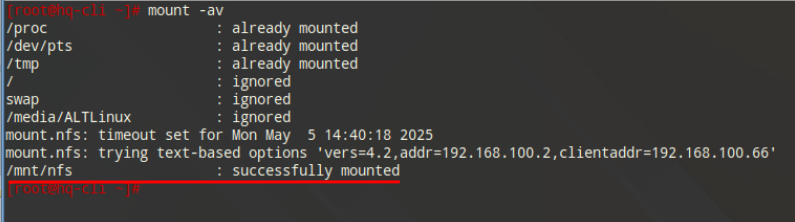 [root@hq-cli ~]# mount -av
/proc                    : already mounted
/dev/pts                 : already mounted
/tmp                     : already mounted
/                        : ignored
swap                     : ignored
/media/ALTLinux          : ignored
mount.nfs: timeout set for Mon May  5 14:40:18 2025
mount.nfs: trying text-based options 'vers=4.2,addr=192.168.100.2,clientaddr=192.168.100.66'
/mnt/nfs                 : successfully mounted
[root@hq-cli ~]#